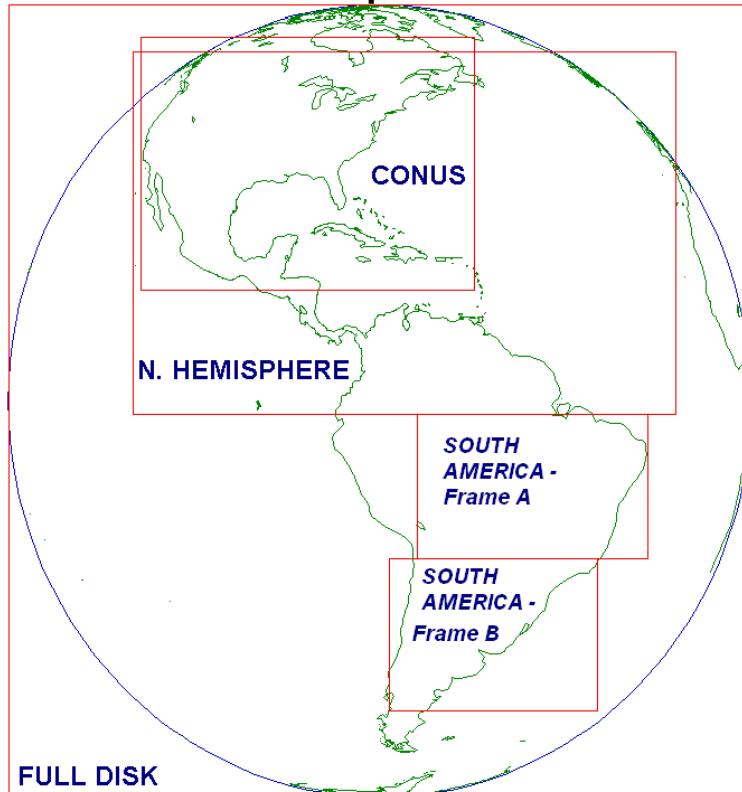 CONUS
N. HEMISPHERE
SOUTH
AMERICA -
Frame A
SOUTH
AMERICA -
Frame B
FULL DISK